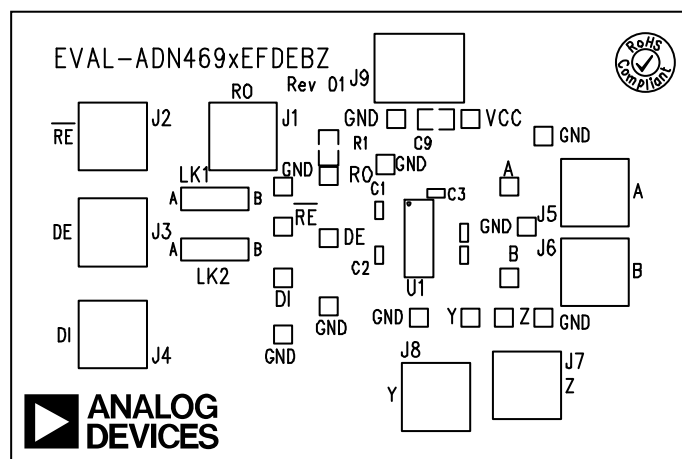 EVAL-ADN469xEFDEBZ
Rev 01
J9
RoHS
Compliant
RO
RE
J2
J1
GND
C9
VCC
R1
GND
GND
LK1
A
B
GND
RO
C1
C3
A
J5
A
DE
J3
RE
DE
GND
J6
A
B
LK2
C2
U1
B
B
DI
J4
DI
GND
GND
GND
Y
Z
GND
J8
Y
J7
Z
ANALOG
DEVICES